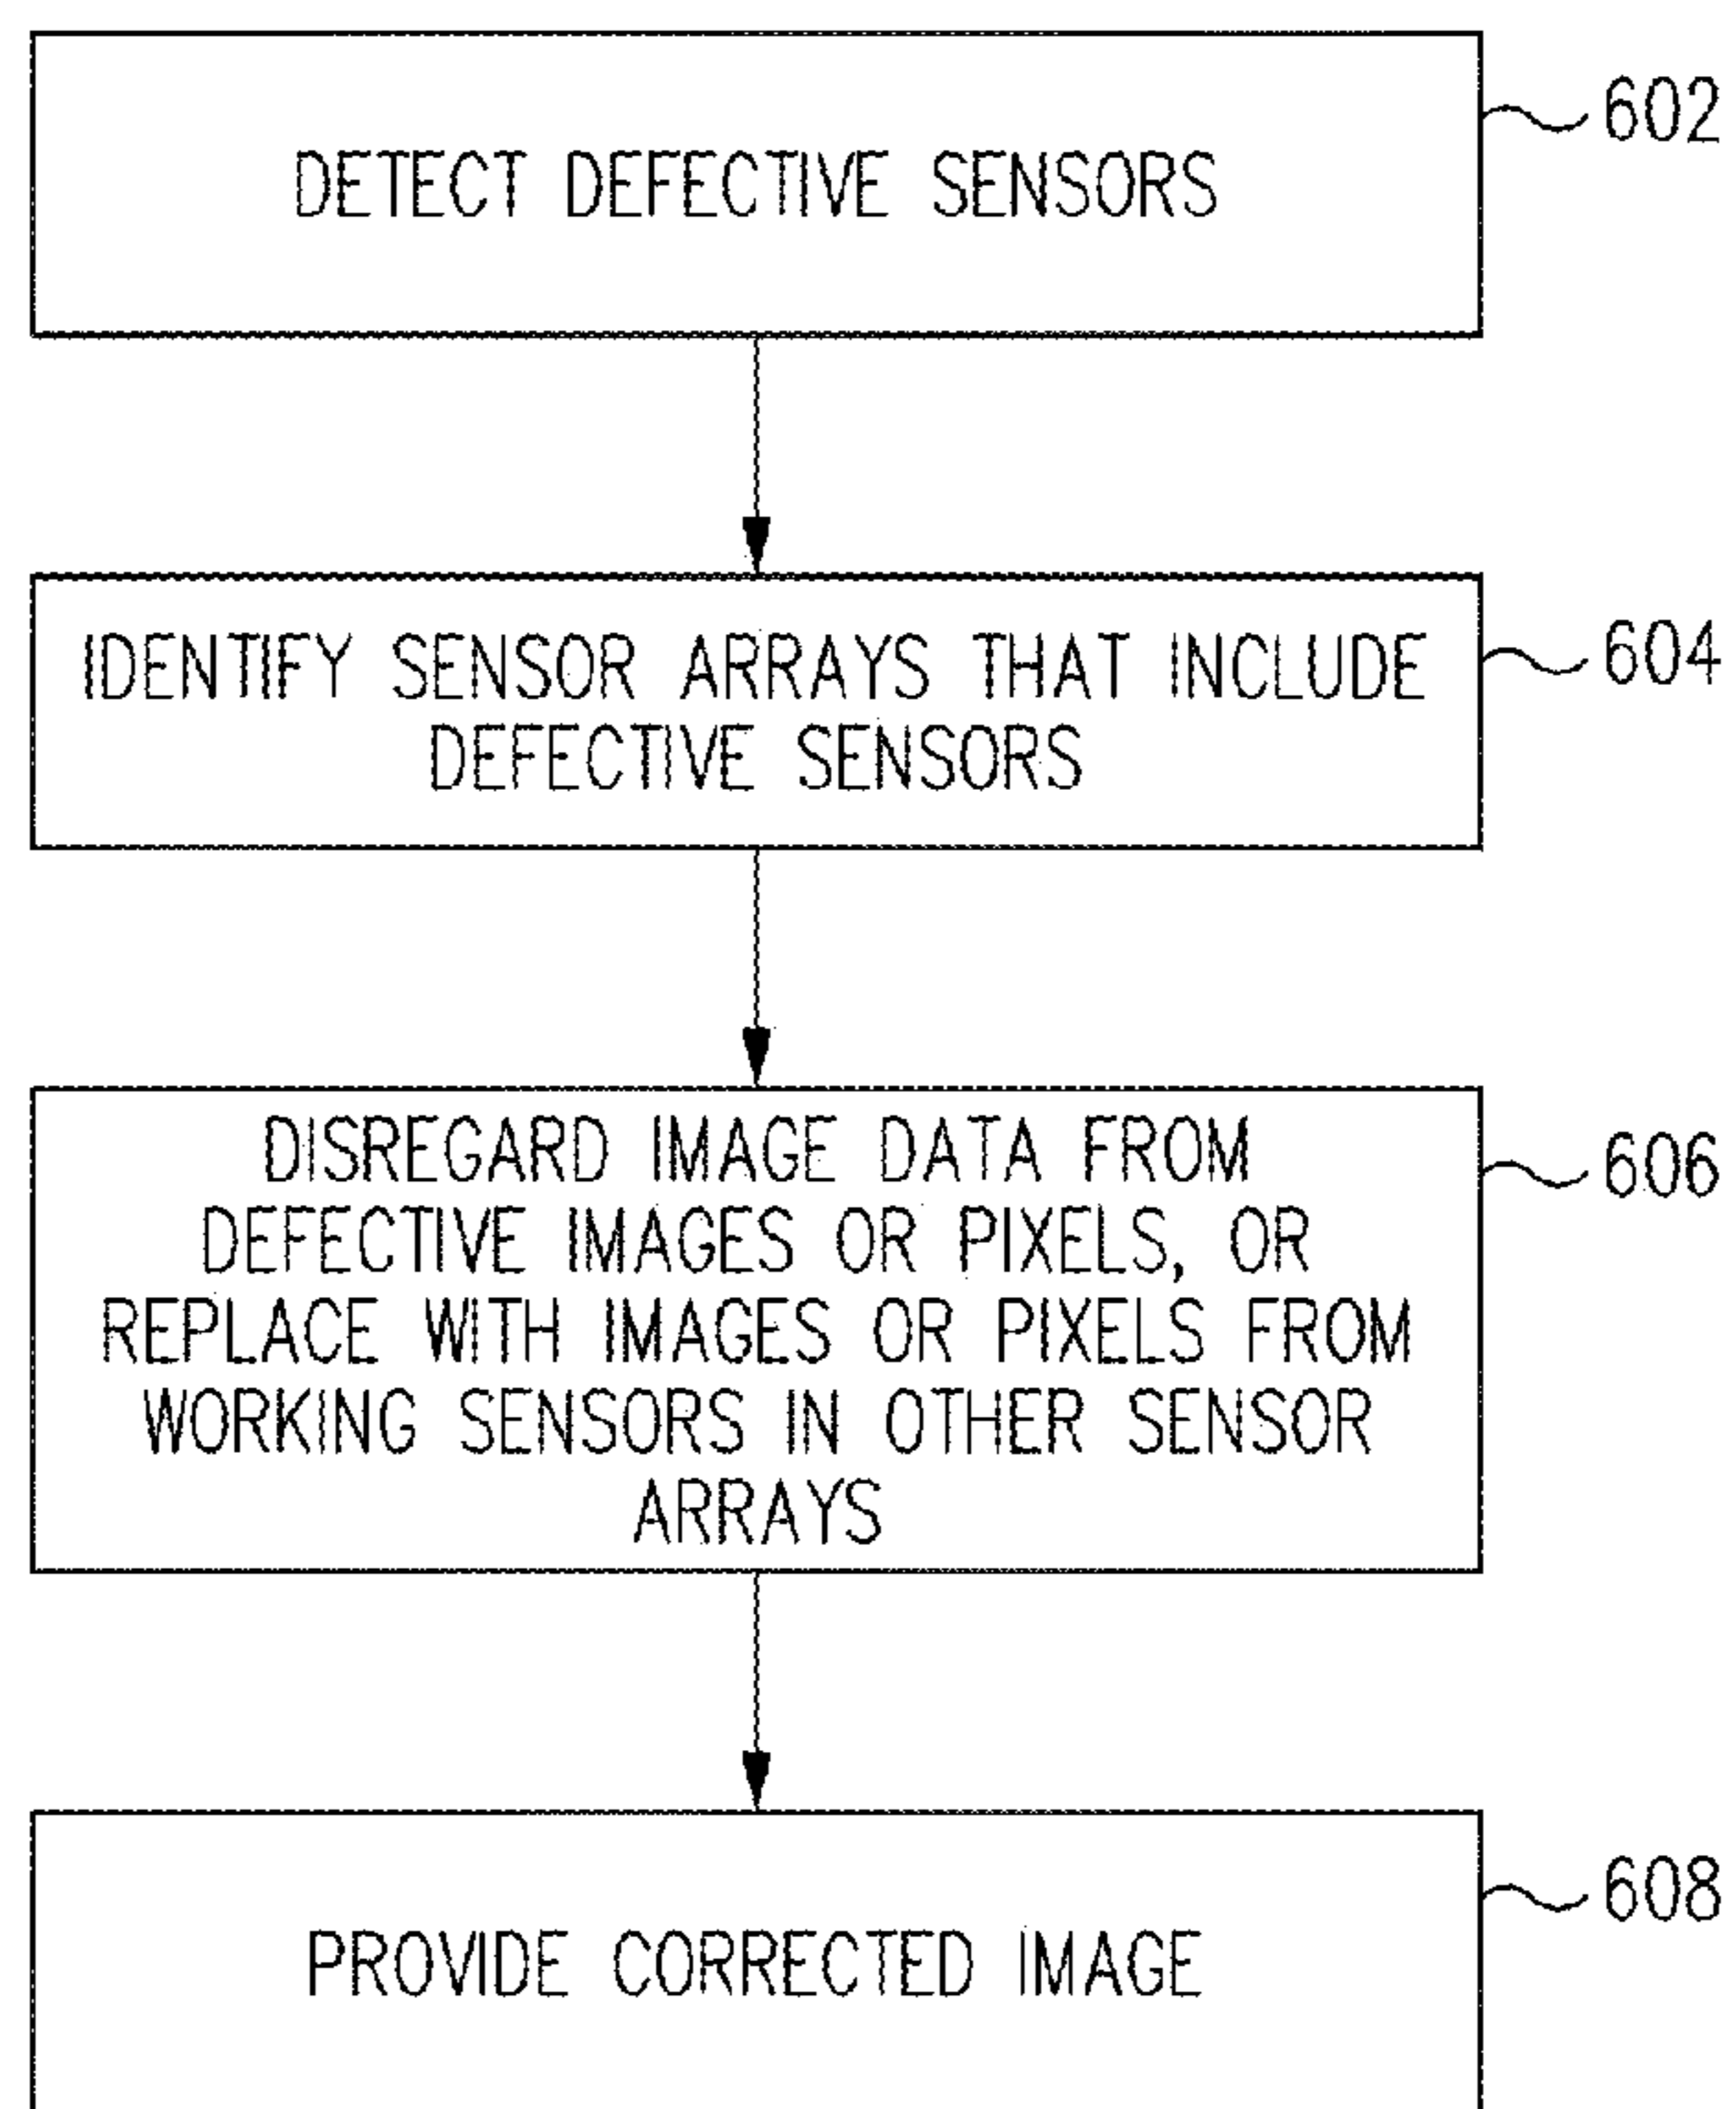 DETECT DEFECTIVE SENSORS
602
IDENTIFY SENSOR ARRAYS THAT INCLUDE
DEFECTIVE SENSORS
604
DISREGARD IMAGE DATA FROM
DEFECTIVE IMAGES OR PIXELS, OR
REPLACE WITH IMAGES OR PIXELS FROM
WORKING SENSORS IN OTHER SENSOR
ARRAYS
606
PROVIDE CORRECTED IMAGE
608